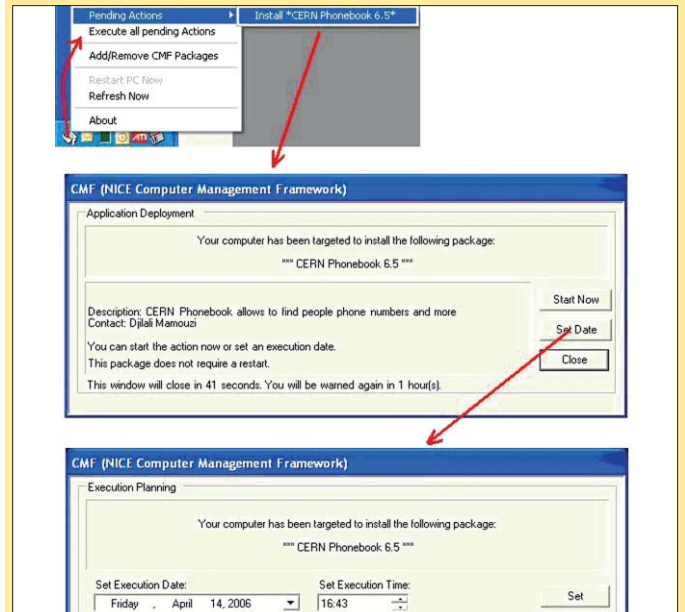 Pending Actions
Install *CERN Phonebook 6.5*
Execute all pending Actions
Add/Remove CMF Packages
Restart PC Now
Refresh Now
About
ATI
CMF (NICE Computer Management Framework)
Application Deployment
Your computer has been targeted to install the following package:
*** CERN Phonebook 6.5 ***
Description: CERN Phonebook allows to find people phone numbers and more
Contact: Djilali Mamouzi
You can start the action now or set an execution date.
This package does not require a restart.
This window will close in 41 seconds. You will be warned again in 1 hour(s).
Start Now
Set Date
Close
CMF (NICE Computer Management Framework)
Execution Planning
Your computer has been targeted to install the following package:
*** CERN Phonebook 6.5 ***
Set Execution Date:
Set Execution Time:
Friday , April 14, 2006
16:43
Set